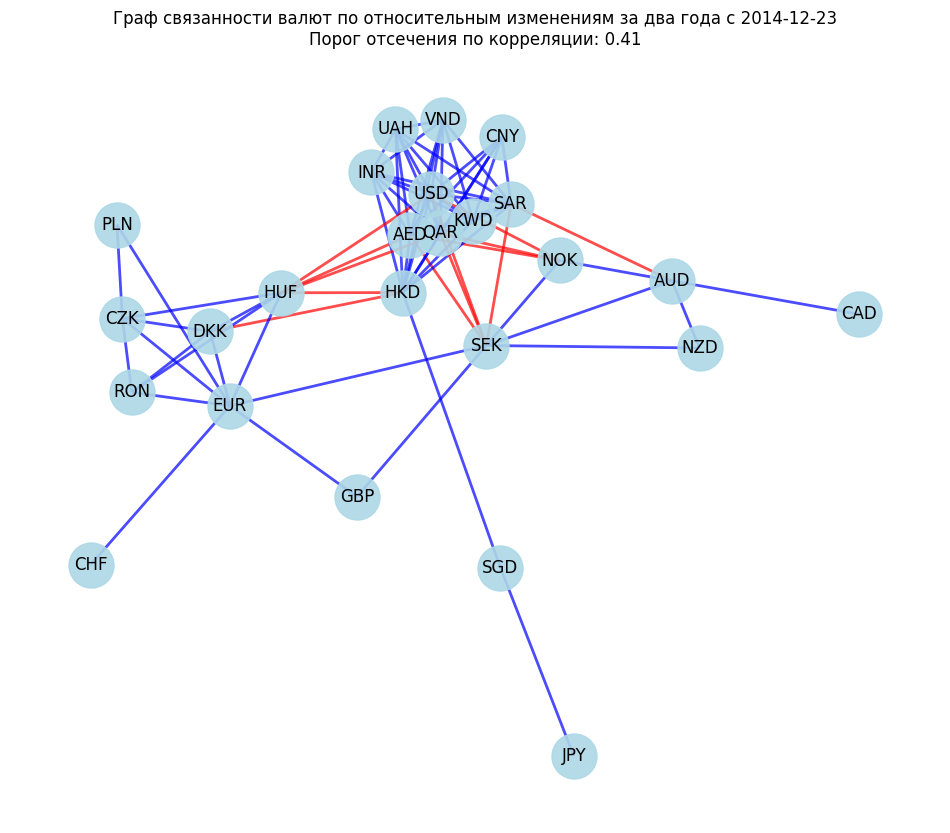 Граф связанности валют по относительным изменениям за два года с 2014-12-23
Порог отсечения по корреляции: 0.41
VND
UAH
CNY
INR
USD
SAR
KWD
PLN
AED
QAR
NOK
AUD
HUF
HKD
CAD
CZK
DKK
SEK
NZD
RON
EUR
GBP
CHF
SGD
JPY